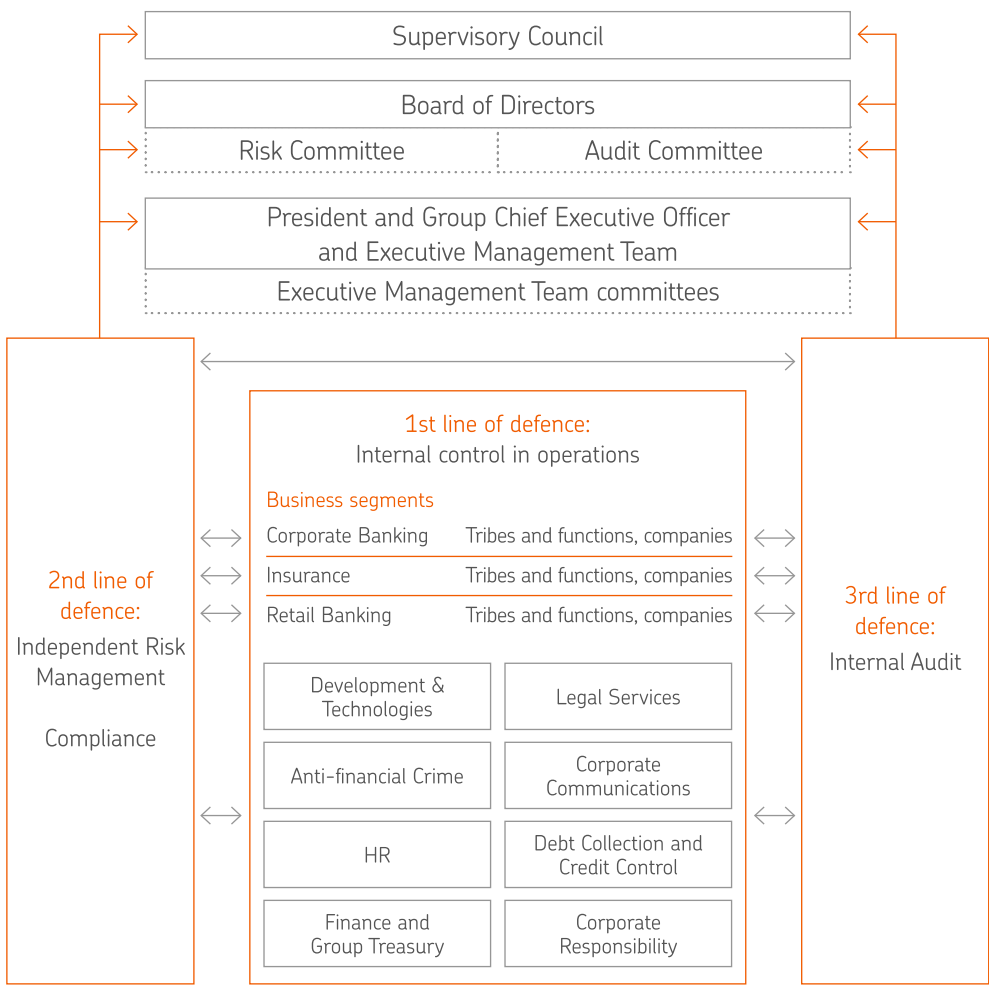 Supervisory Council
Board of Directors
Risk Committee
Audit Committee
President and Group Chief Executive Officer
and Executive Management Team
Executive Management Team committees
2nd line of
defence:
Independent Risk
Management
Compliance
1st line of defence:
Internal control in operations
Business segments
Corporate Banking Tribes and functions, companies
Insurance Tribes and functions, companies
Retail Banking Tribes and functions, companies
Development &
Technologies
Legal Services
Anti-financial Crime
Corporate
Communications
HR
Debt Collection and
Credit Control
Finance and
Group Treasury
Corporate
Responsibility
3rd line of
defence:
Internal Audit